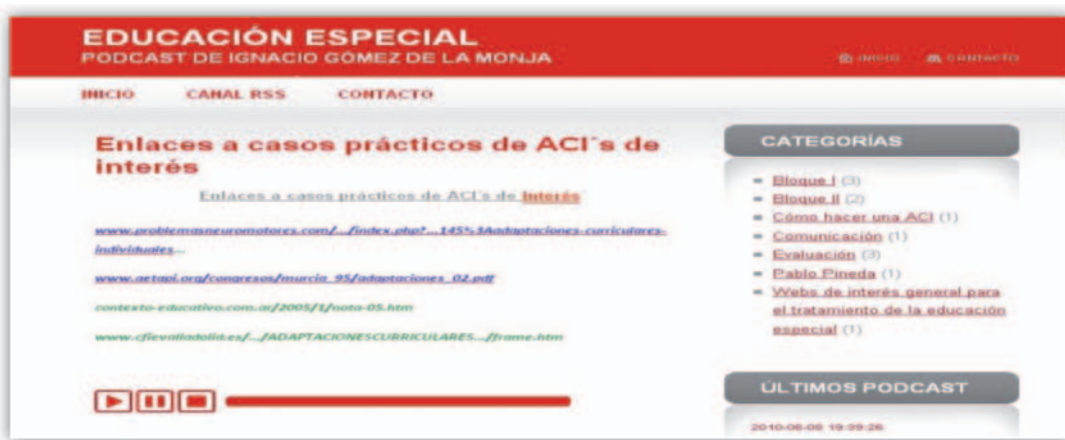 EDUCACIÓN ESPECIAL
PODCAST DE IGNACIO GÓMEZ DE LA MONJA
INICIO
CONTACTO
INICIO
CANAL RSS
CONTACTO
Enlaces a casos prácticos de ACI´s de
interés
Enlaces a casos prácticos de ACI´s de Interés
www.problemasneuromotores.com/.../index.php?...145%3Aadaptaciones-curriculares-
individuales...
www.aetapi.org/congresos/murcia_95/adaptaciones_02.pdf
contexto-educativo.com.ar/2005/1/nota-05.htm
www.cfievalladolid.es/.../ADAPTACIONESCURRICULARES.../frame.htm
CATEGORÍAS
Bloque I (3)
Bloque II (2)
Cómo hacer una ACI (1)
Comunicación (1)
Evaluación (3)
Pablo Pineda (1)
Webs de interés general para
el tratamiento de la educación
especial (1)
ÚLTIMOS PODCAST
2010-06-06 19:39:26